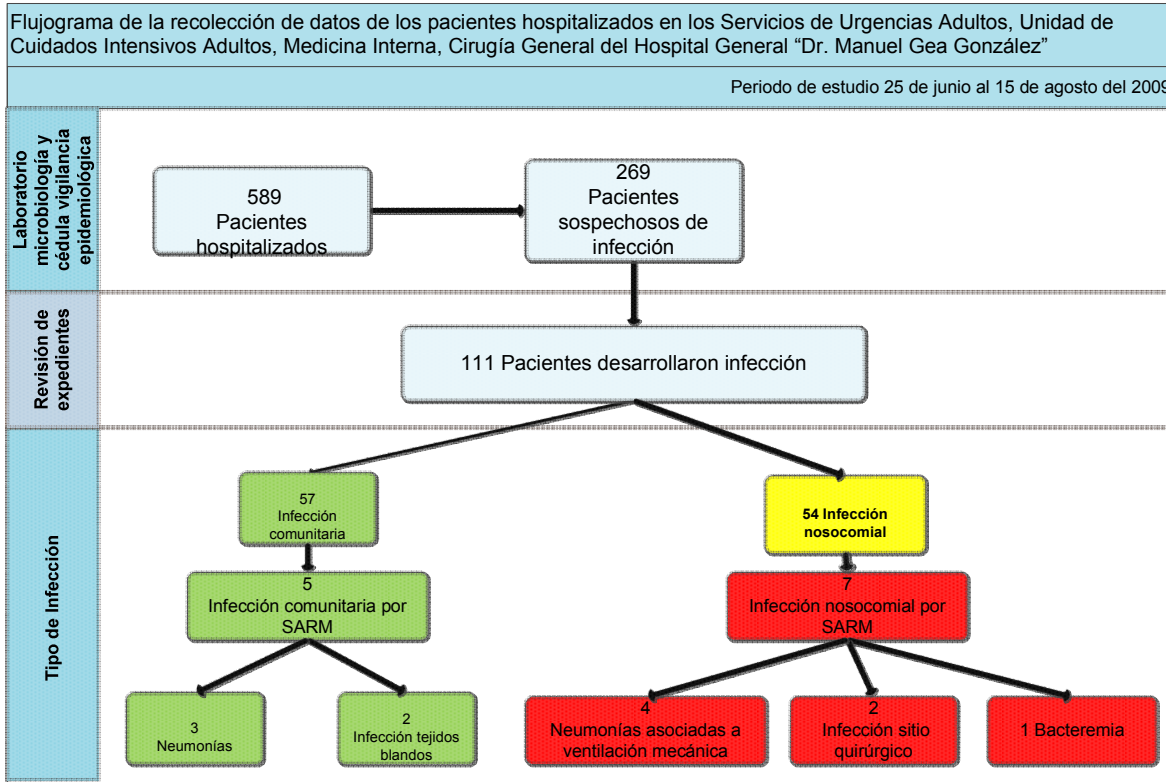 Flujograma de la recolección de datos de los pacientes hospitalizados en los Servicios de Urgencias Adultos, Unidad de
Cuidados Intensivos Adultos, Medicina Interna, Cirugía General del Hospital General “Dr. Manuel Gea González”
Periodo de estudio 25 de junio al 15 de agosto del 2009
Laboratorio
microbiología y
cédula vigilancia
epidemiológica
589
Pacientes
hospitalizados
269
Pacientes
sospechosos de
infección
Revisión de
expedientes
111 Pacientes desarrollaron infección
Tipo de Infección
57
Infección
comunitaria
54 Infección
nosocomial
5
Infección comunitaria por
SARM
7
Infección nosocomial por
SARM
3
Neumonías
2
Infección tejidos
blandos
4
Neumonías asociadas a
ventilación mecánica
2
Infección sitio
quirúrgico
1 Bacteremia